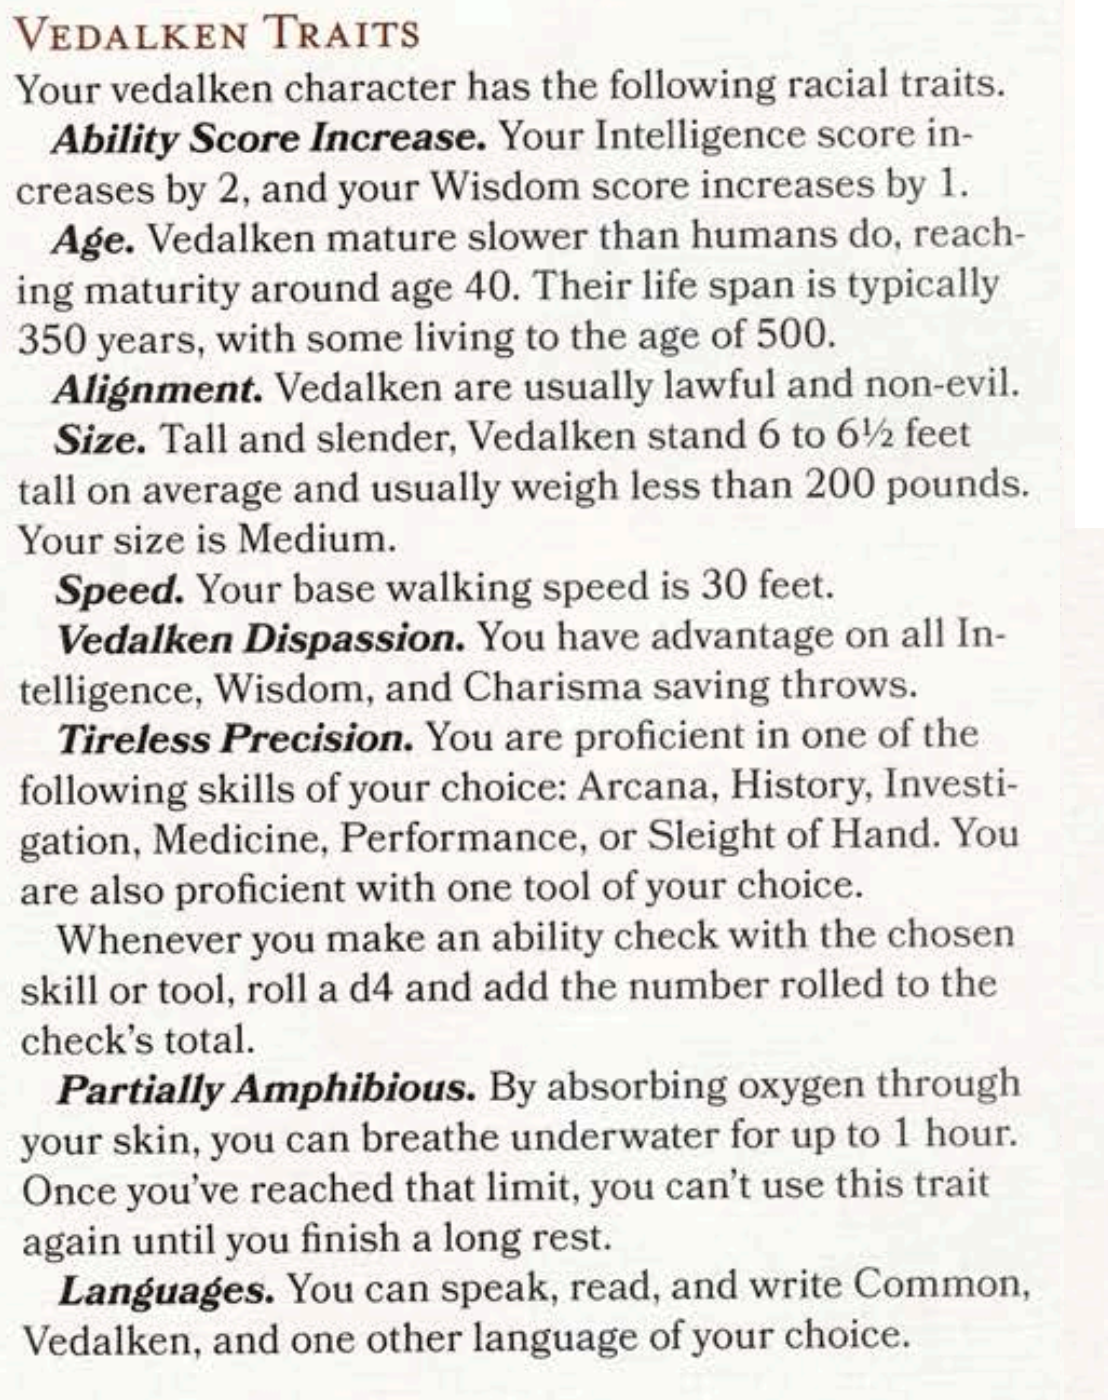 VEDALKEN TRAITS
Your vedalken character has the following racial traits.
Ability Score Increase. Your Intelligence score in-
creases by 2, and your Wisdom score increases by 1.
Age. Vedalken mature slower than humans do, reach-
ing maturity around age 40. Their life span is typically
350 years, with some living to the age of 500.
Alignment. Vedalken are usually lawful and non-evil.
Size. Tall and slender, Vedalken stand 6 to 6½ feet
tall on average and usually weigh less than 200 pounds.
Your size is Medium.
Speed. Your base walking speed is 30 feet.
Vedalken Dispassion. You have advantage on all In-
telligence, Wisdom, and Charisma saving throws.
Tireless Precision. You are proficient in one of the
following skills of your choice: Arcana, History, Investi-
gation, Medicine, Performance, or Sleight of Hand. You
are also proficient with one tool of your choice.
Whenever you make an ability check with the chosen
skill or tool, roll a d4 and add the number rolled to the
check's total.
Partially Amphibious. By absorbing oxygen through
your skin, you can breathe underwater for up to 1 hour.
Once you've reached that limit, you can't use this trait
again until you finish a long rest.
Languages. You can speak, read, and write Common,
Vedalken, and one other language of your choice.